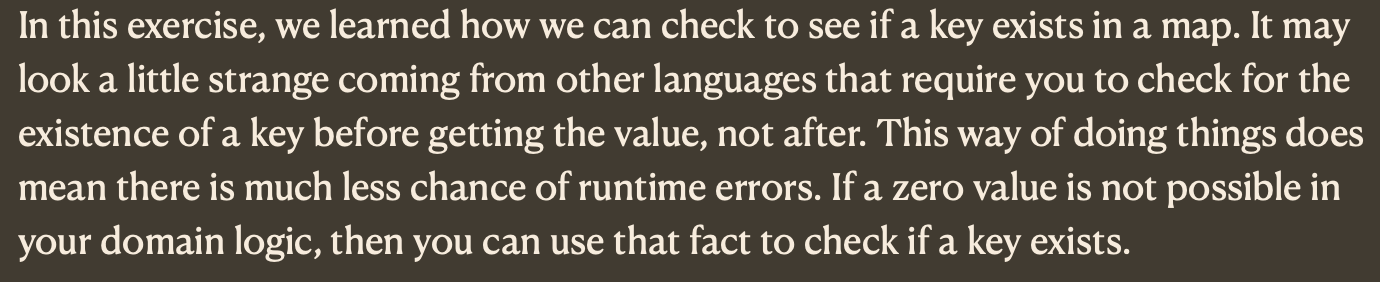 In this exercise, we learned how we can check to see if a key exists in a map. It may
look a little strange coming from other languages that require you to check for the
existence of a key before getting the value, not after. This way of doing things does
mean there is much less chance of runtime errors. If a zero value is not possible in
your domain logic, then you can use that fact to check if a key exists.